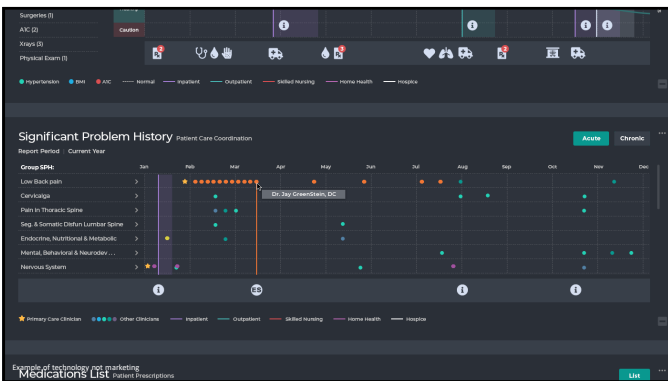 Surgeries (1)
A1C (2)
Caution
Xrays (3)
Physical Exam (1)
2
3
2
Hypertension BMI A1C Normal Inpatient Outpatient Skilled Nursing Home Health Hospice
Significant Problem History Patient Care Coordination
Acute Chronic
Report Period | Current Year
Group SPH: Jan Feb Mar Apr May Jun Jul Aug Sep Oct Nov Dec
Low Back pain
Dr. Jay GreenStein, DC
Cervicalga
Pain in Thoracic Spine
Seg. & Somatic Disfun Lumbar Spine
Endocrine, Nutritional & Metabolic
Mental, Behavioral & Neurodev...
Nervous System
ES
Primary Care Clinician Other Clinicians Inpatient Outpatient Skilled Nursing Home Health Hospice
Example of technology not marketing
Medications List Patient Prescriptions
List